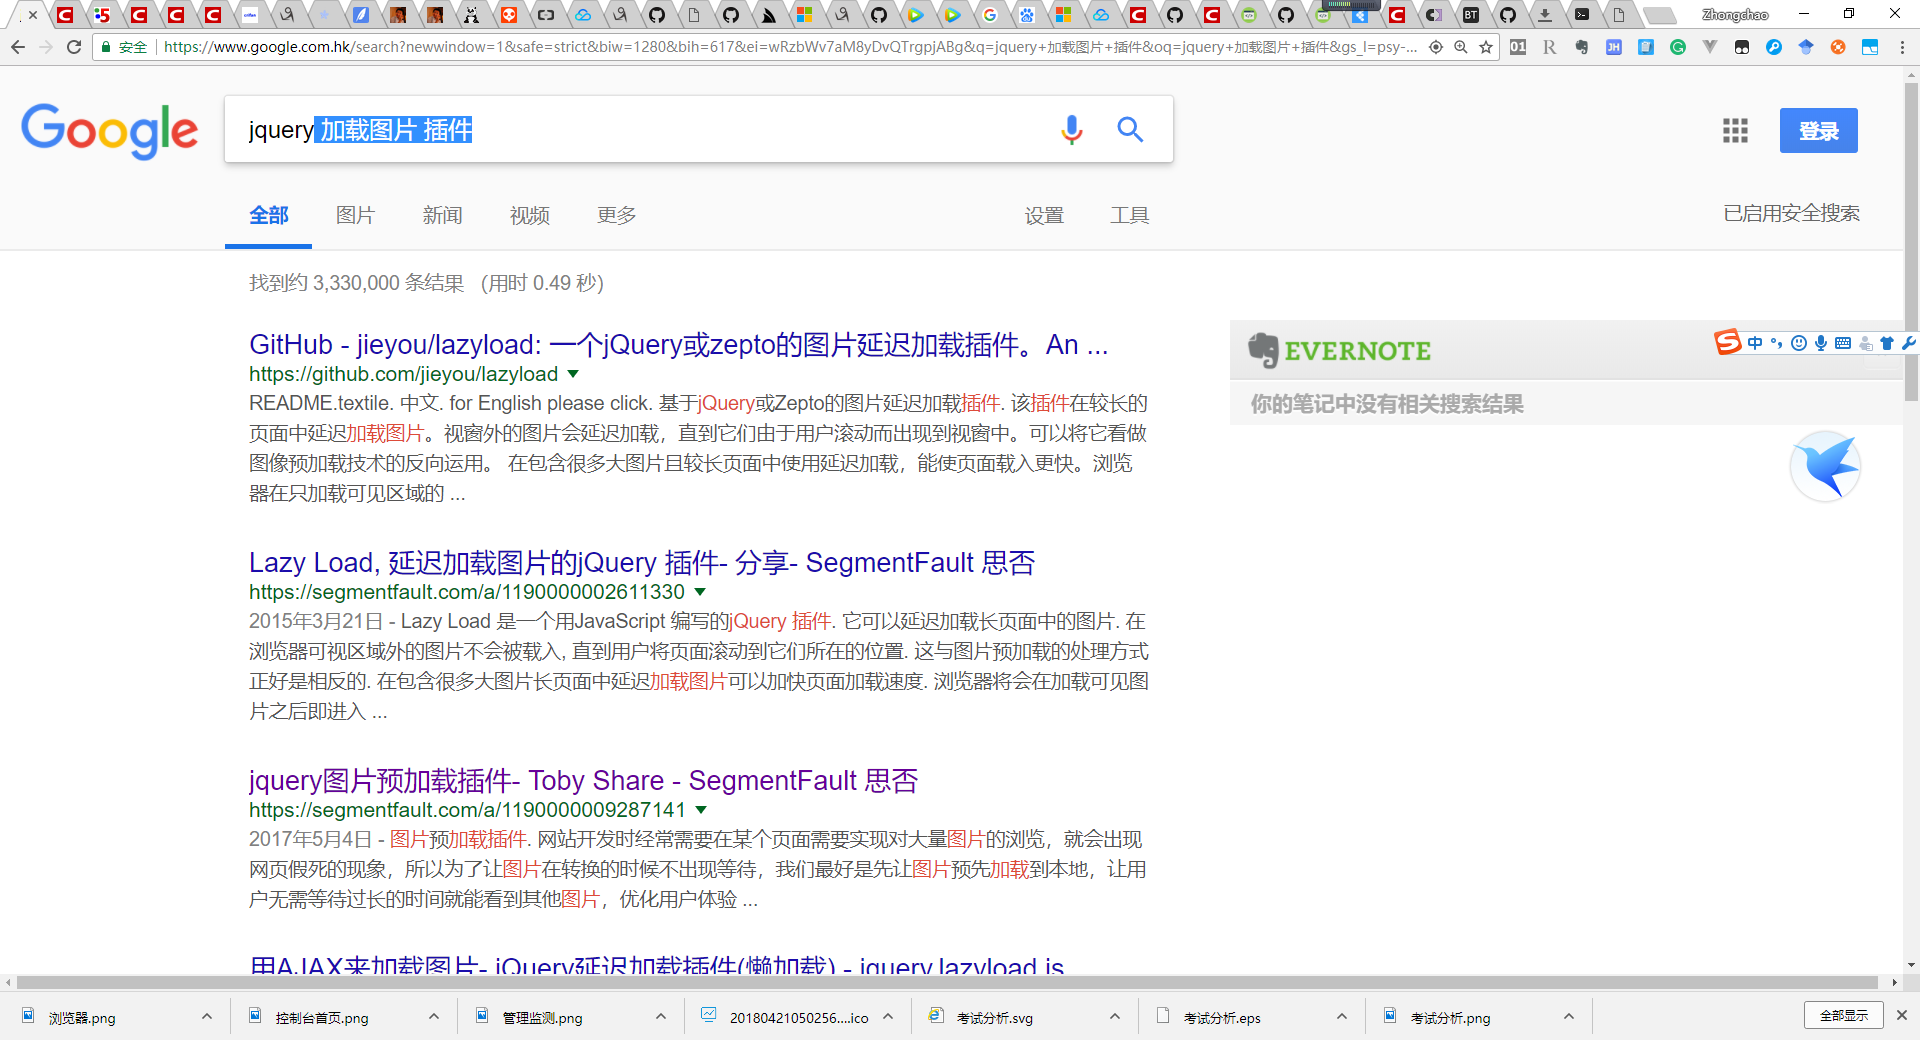 Zhongchao
安全 https://www.google.com.hk/search?newwindow=1&safe=strict&biw=1280&bih=617&ei=wRzbWv7aM8yDvQTrgpjABg&q=jquery+加载图片+插件&oq=jquery+加载图片+插件&gs_l=psy-...
Google
jquery 加载图片 插件
登录
全部 图片 新闻 视频 更多 设置 工具 已启用安全搜索
找到约 3,330,000 条结果 (用时 0.49 秒)
GitHub - jieyou/lazyload: 一个jQuery或zepto的图片延迟加载插件。An ...
https://github.com/jieyou/lazyload
README.textile. 中文. for English please click. 基于jQuery或Zepto的图片延迟加载插件. 该插件在较长的
页面中延迟加载图片。视窗外的图片会延迟加载，直到它们由于用户滚动而出现到视窗中。可以将它看做
图像预加载技术的反向运用。 在包含很多大图片且较长页面中使用延迟加载，能使页面载入更快。浏览
器在只加载可见区域的 ...
EVERNOTE
你的笔记中没有相关搜索结果
中
Lazy Load, 延迟加载图片的jQuery 插件- 分享- SegmentFault 思否
https://segmentfault.com/a/1190000002611330
2015年3月21日 - Lazy Load 是一个用JavaScript 编写的jQuery 插件. 它可以延迟加载长页面中的图片. 在
浏览器可视区域外的图片不会被载入, 直到用户将页面滚动到它们所在的位置. 这与图片预加载的处理方式
正好是相反的. 在包含很多大图片长页面中延迟加载图片可以加快页面加载速度. 浏览器将会在加载可见图
片之后即进入 ...
jquery图片预加载插件- Toby Share - SegmentFault 思否
https://segmentfault.com/a/1190000009287141
2017年5月4日 - 图片预加载插件. 网站开发时经常需要在某个页面需要实现对大量图片的浏览，就会出现
网页假死的现象，所以为了让图片在转换的时候不出现等待，我们最好是先让图片预先加载到本地，让用
户无需等待过长的时间就能看到其他图片，优化用户体验 ...
用AJAX来加载图片- jQuery延迟加载插件(懒加载) - jquery.lazyload.js
浏览器.png 控制台首页.png 管理监测.png 20180421050256....ico 考试分析.svg 考试分析.eps 考试分析.png 全部显示